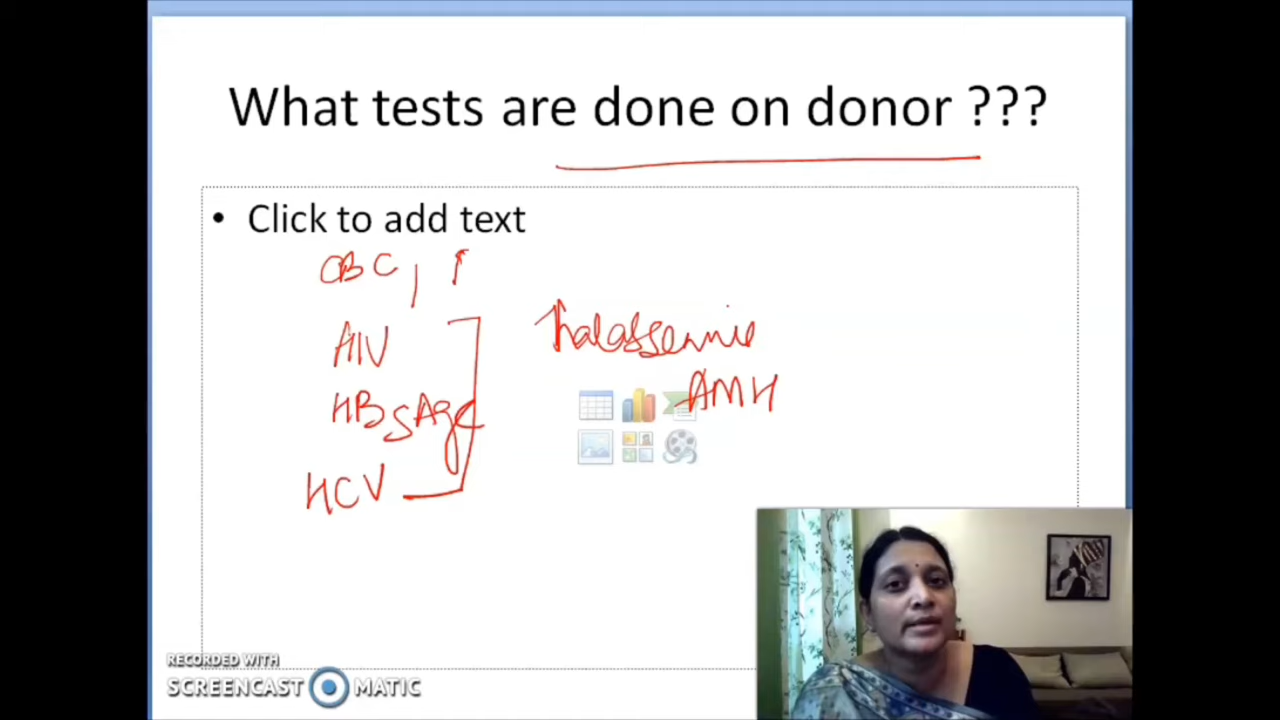 What tests are done on donor ???
• Click to add text
CBC,
HIV
HBsAg
HCV
Thalassemia
AMH
RECORDED WITH
SCREENCAST MATIC